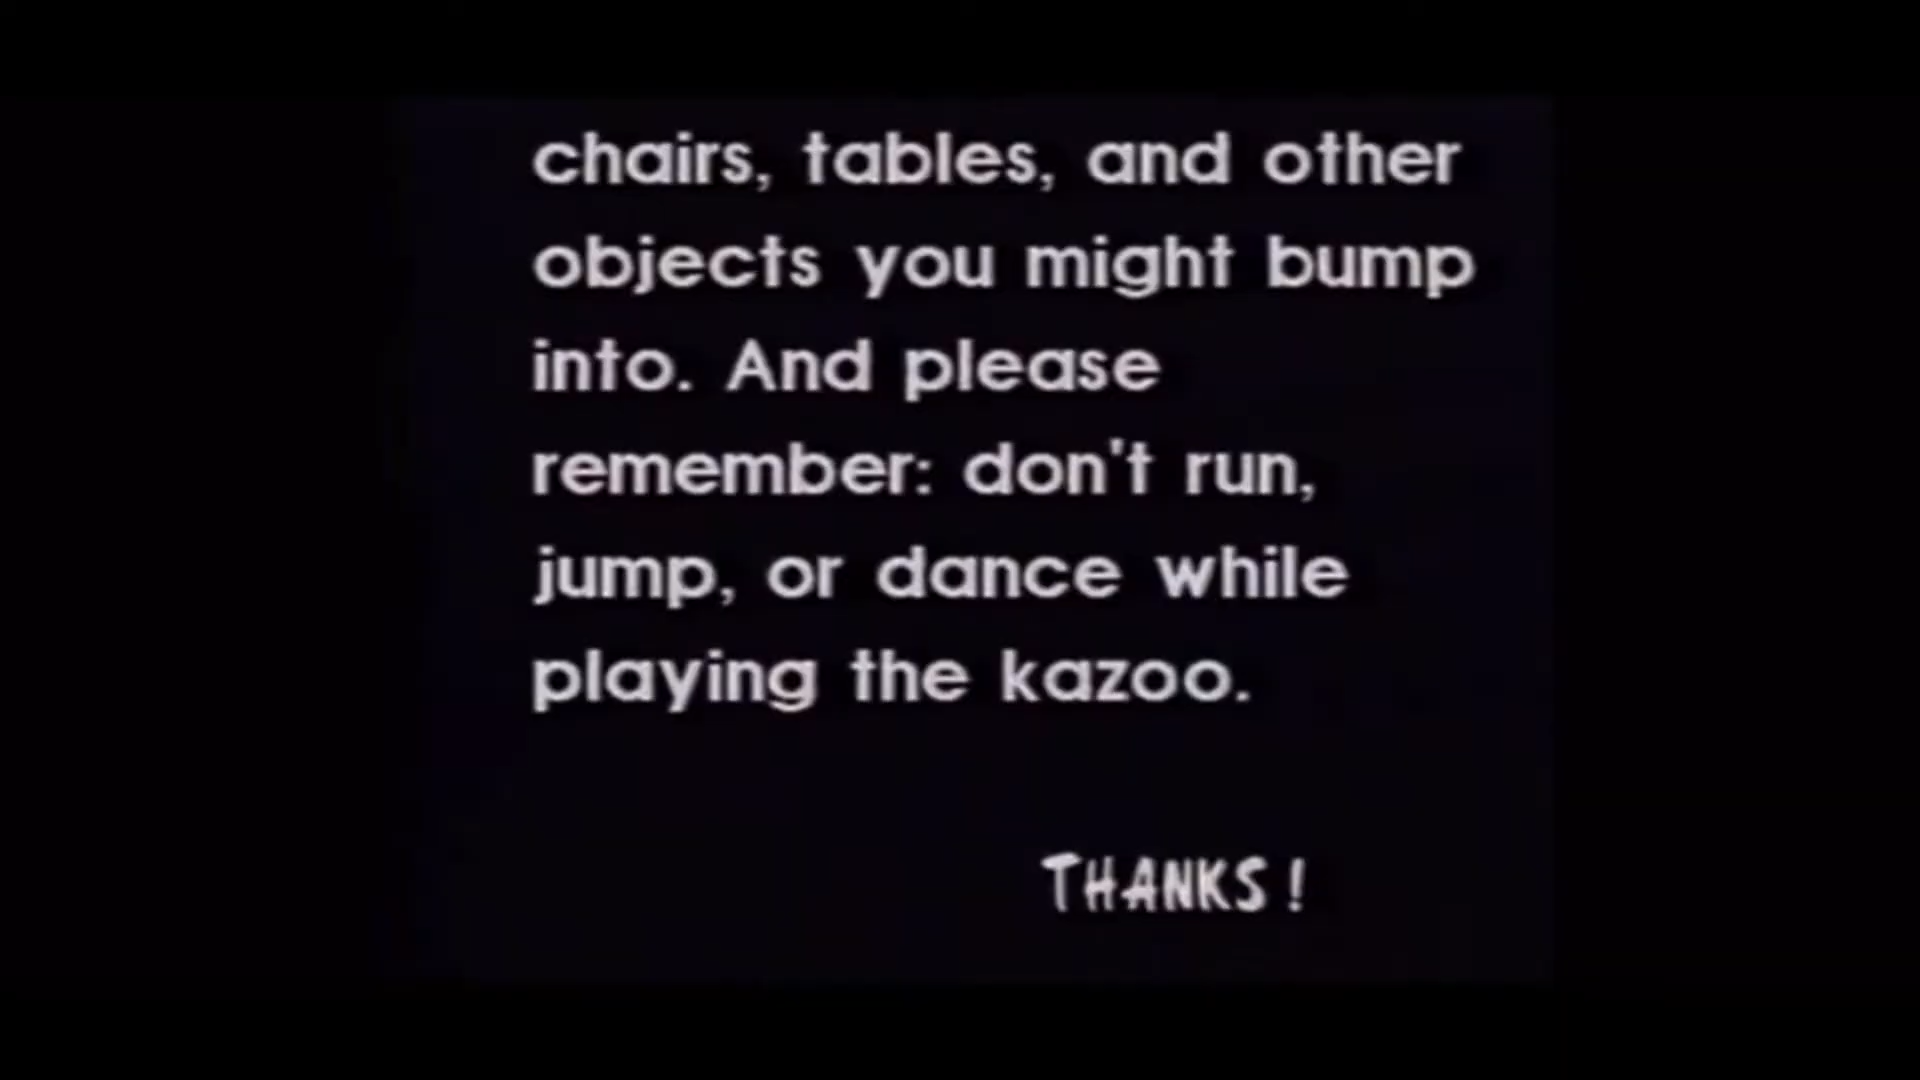 chairs, tables, and other
objects you might bump
into. And please
remember: don't run,
jump, or dance while
playing the kazoo.
THANKS!